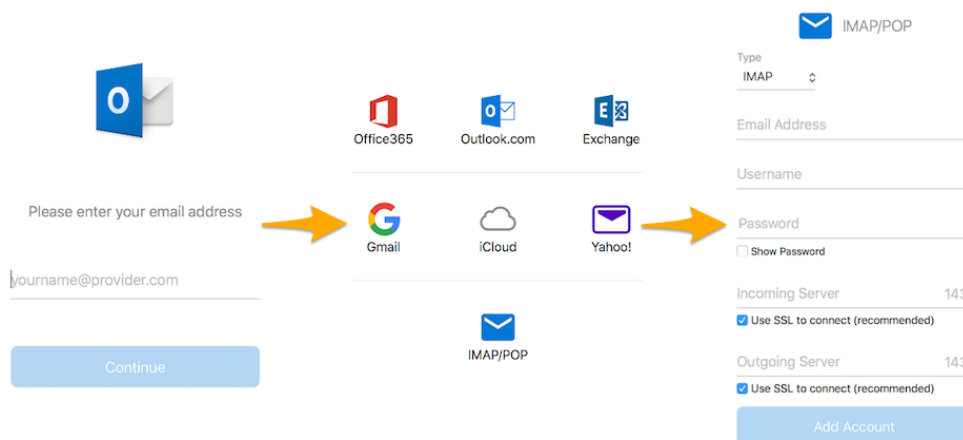 Please enter your email address
yourname@provider.com
Continue
Office365
Outlook.com
Exchange
Gmail
iCloud
Yahoo!
IMAP/POP
IMAP/POP
Type
IMAP
Email Address
Username
Password
Show Password
Incoming Server 143
Use SSL to connect (recommended)
Outgoing Server 143
Use SSL to connect (recommended)
Add Account